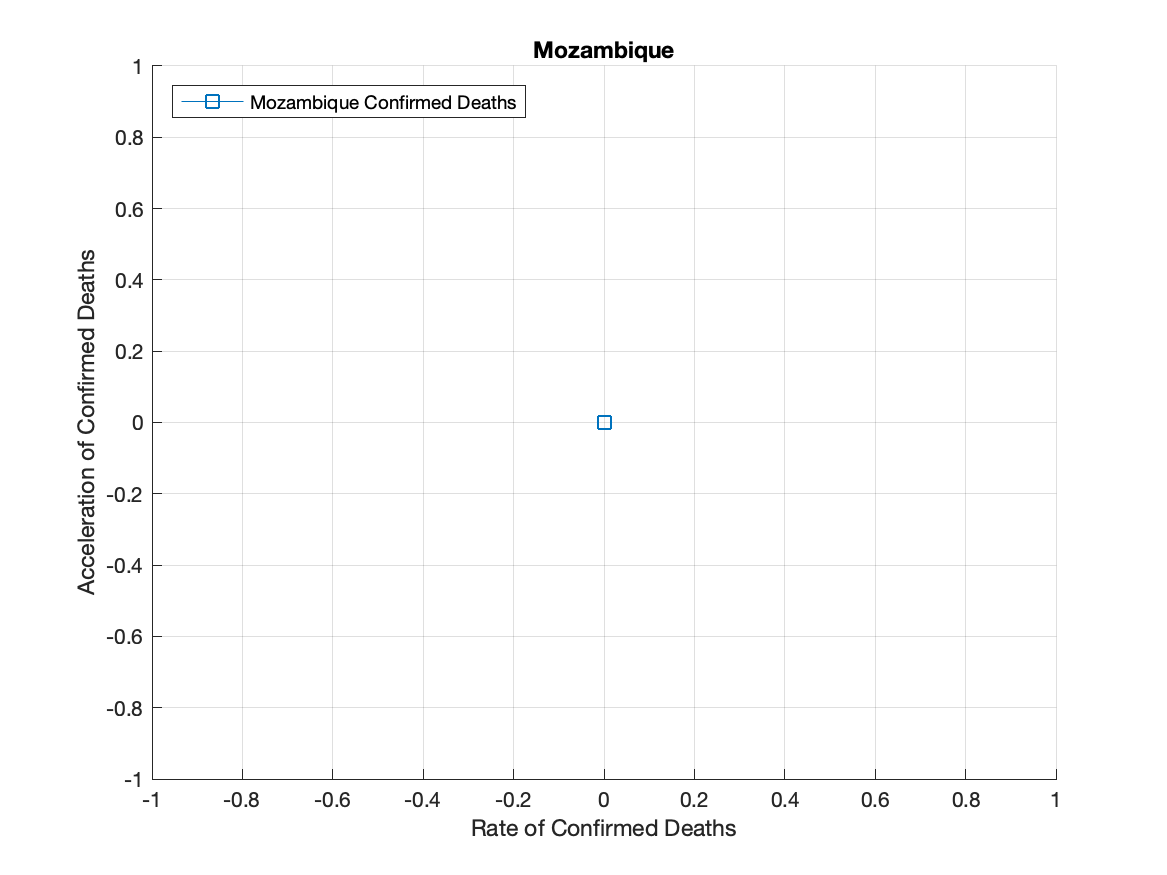 Mozambique
Mozambique Confirmed Deaths
Acceleration of Confirmed Deaths
1
0.8
0.6
0.4
0.2
0
-0.2
-0.4
-0.6
-0.8
-1
-1 -0.8 -0.6 -0.4 -0.2 0 0.2 0.4 0.6 0.8 1
Rate of Confirmed Deaths